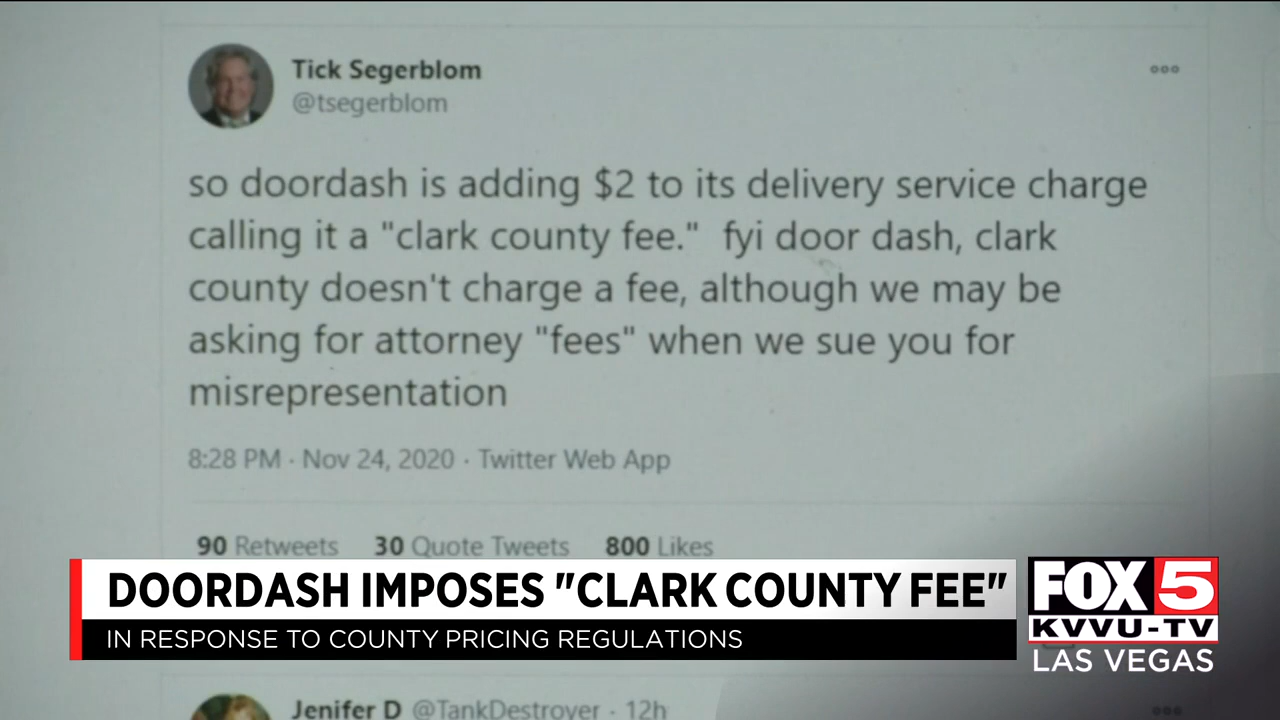 Tick Segerblom
@tsegerblom
so doordash is adding $2 to its delivery service charge
calling it a "clark county fee."  fyi door dash, clark
county doesn't charge a fee, although we may be
asking for attorney "fees" when we sue you for
misrepresentation
8:28 PM · Nov 24, 2020 · Twitter Web App
90 Retweets 30 Quote Tweets 800 Likes
DOORDASH IMPOSES "CLARK COUNTY FEE"
IN RESPONSE TO COUNTY PRICING REGULATIONS
FOX 5
KVVU-TV
LAS VEGAS
Jenifer D @TankDestroyer · 12h